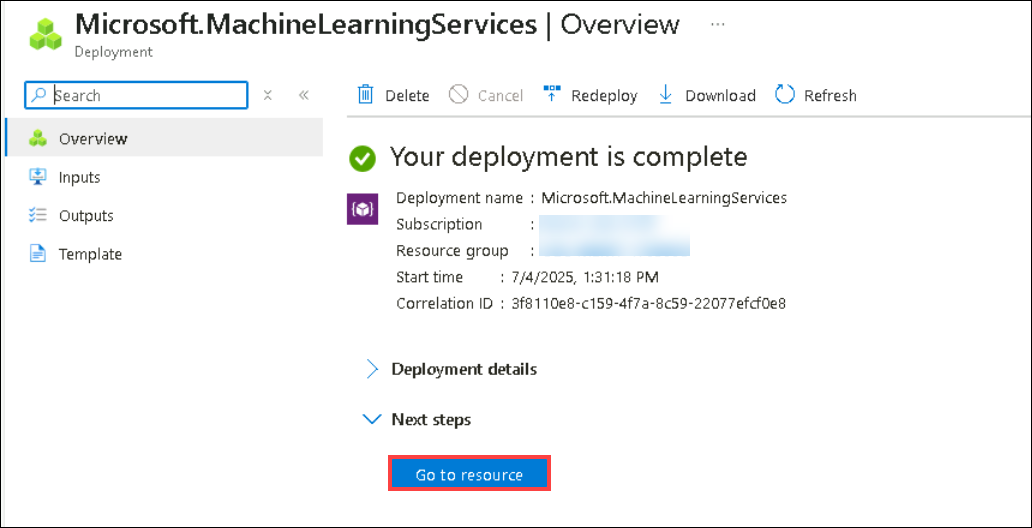 Microsoft.MachineLearningServices | Overview ...
Deployment
Search
Overview
Inputs
Outputs
Template
Delete Cancel Redeploy Download Refresh
Your deployment is complete
Deployment name : Microsoft.MachineLearningServices
Subscription :
Resource group :
Start time : 7/4/2025, 1:31:18 PM
Correlation ID : 3f8110e8-c159-4f7a-8c59-22077efcf0e8
Deployment details
Next steps
Go to resource